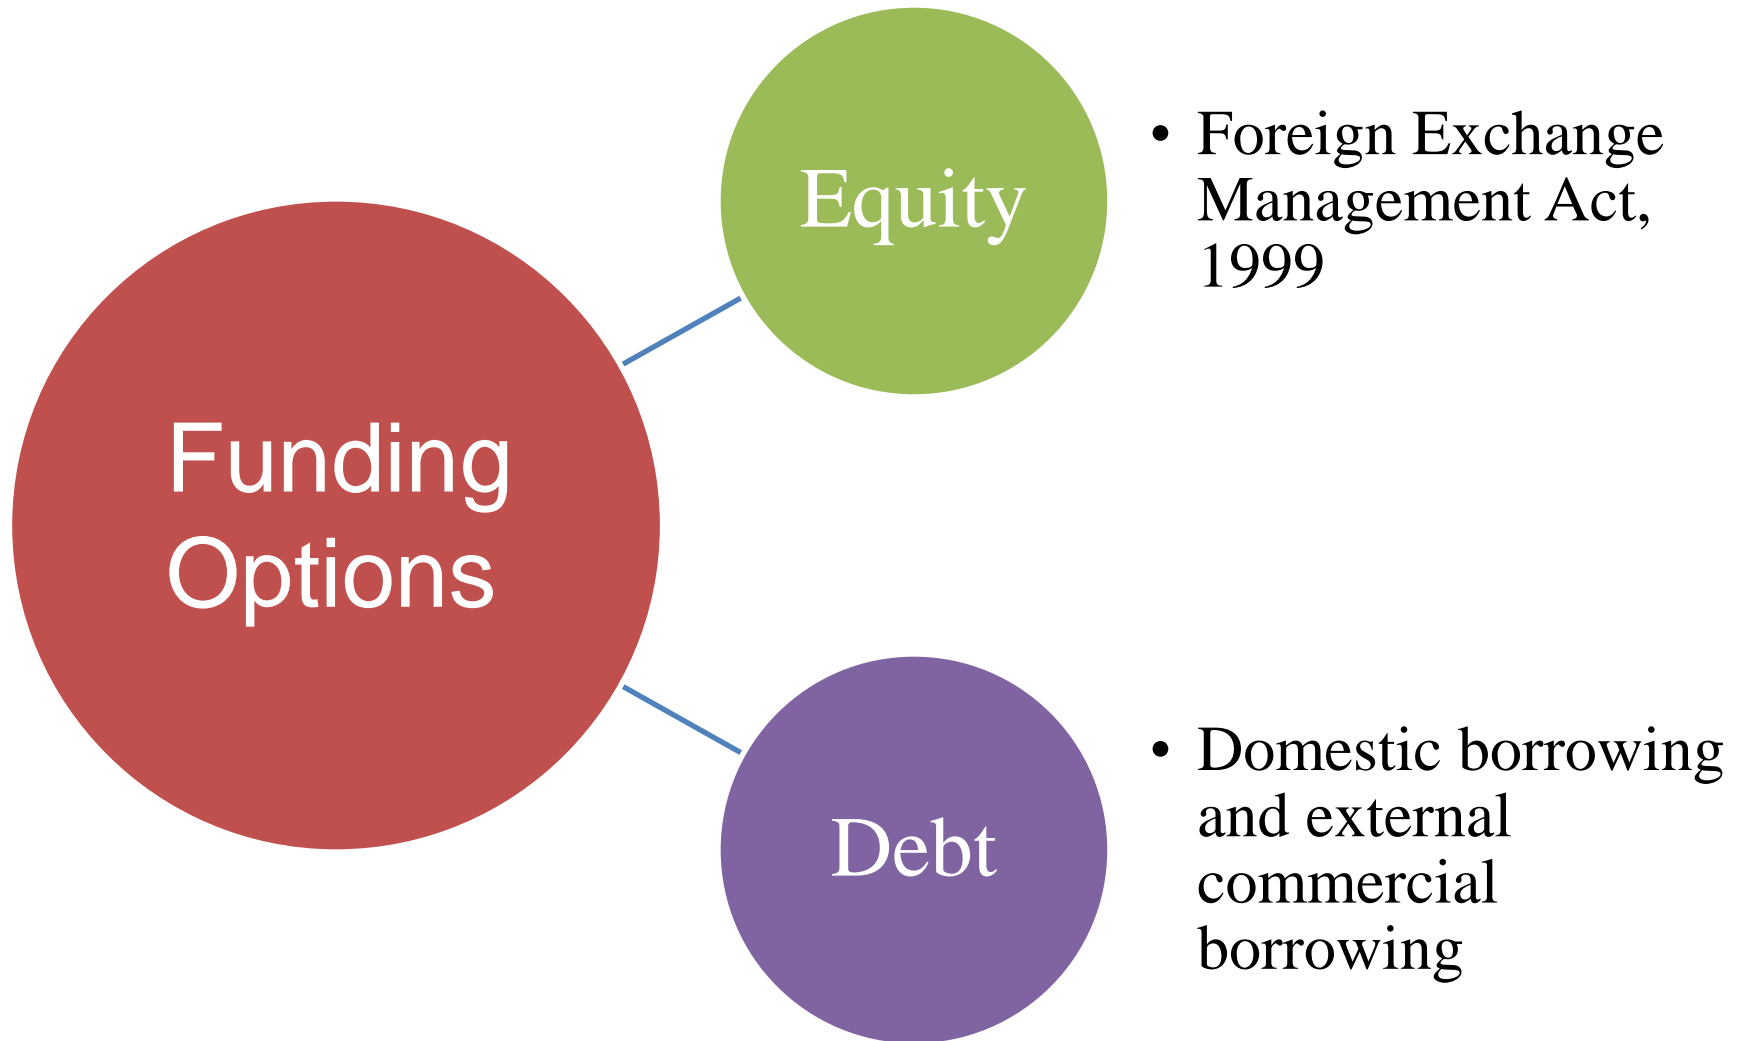 Funding
Options
Equity
• Foreign Exchange
Management Act,
1999
Debt
• Domestic borrowing
and external
commercial
borrowing